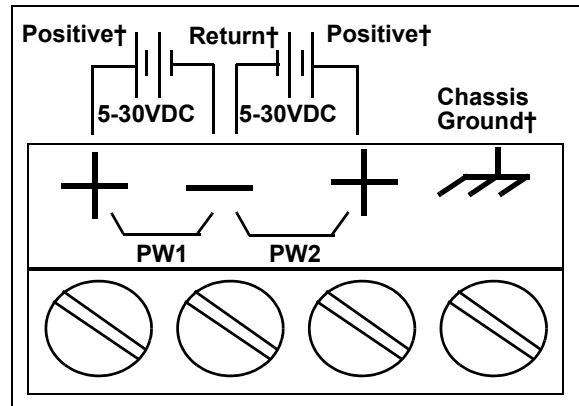 Positive† Return† Positive†
5-30VDC 5-30VDC
Chassis
Ground†
PW1 PW2